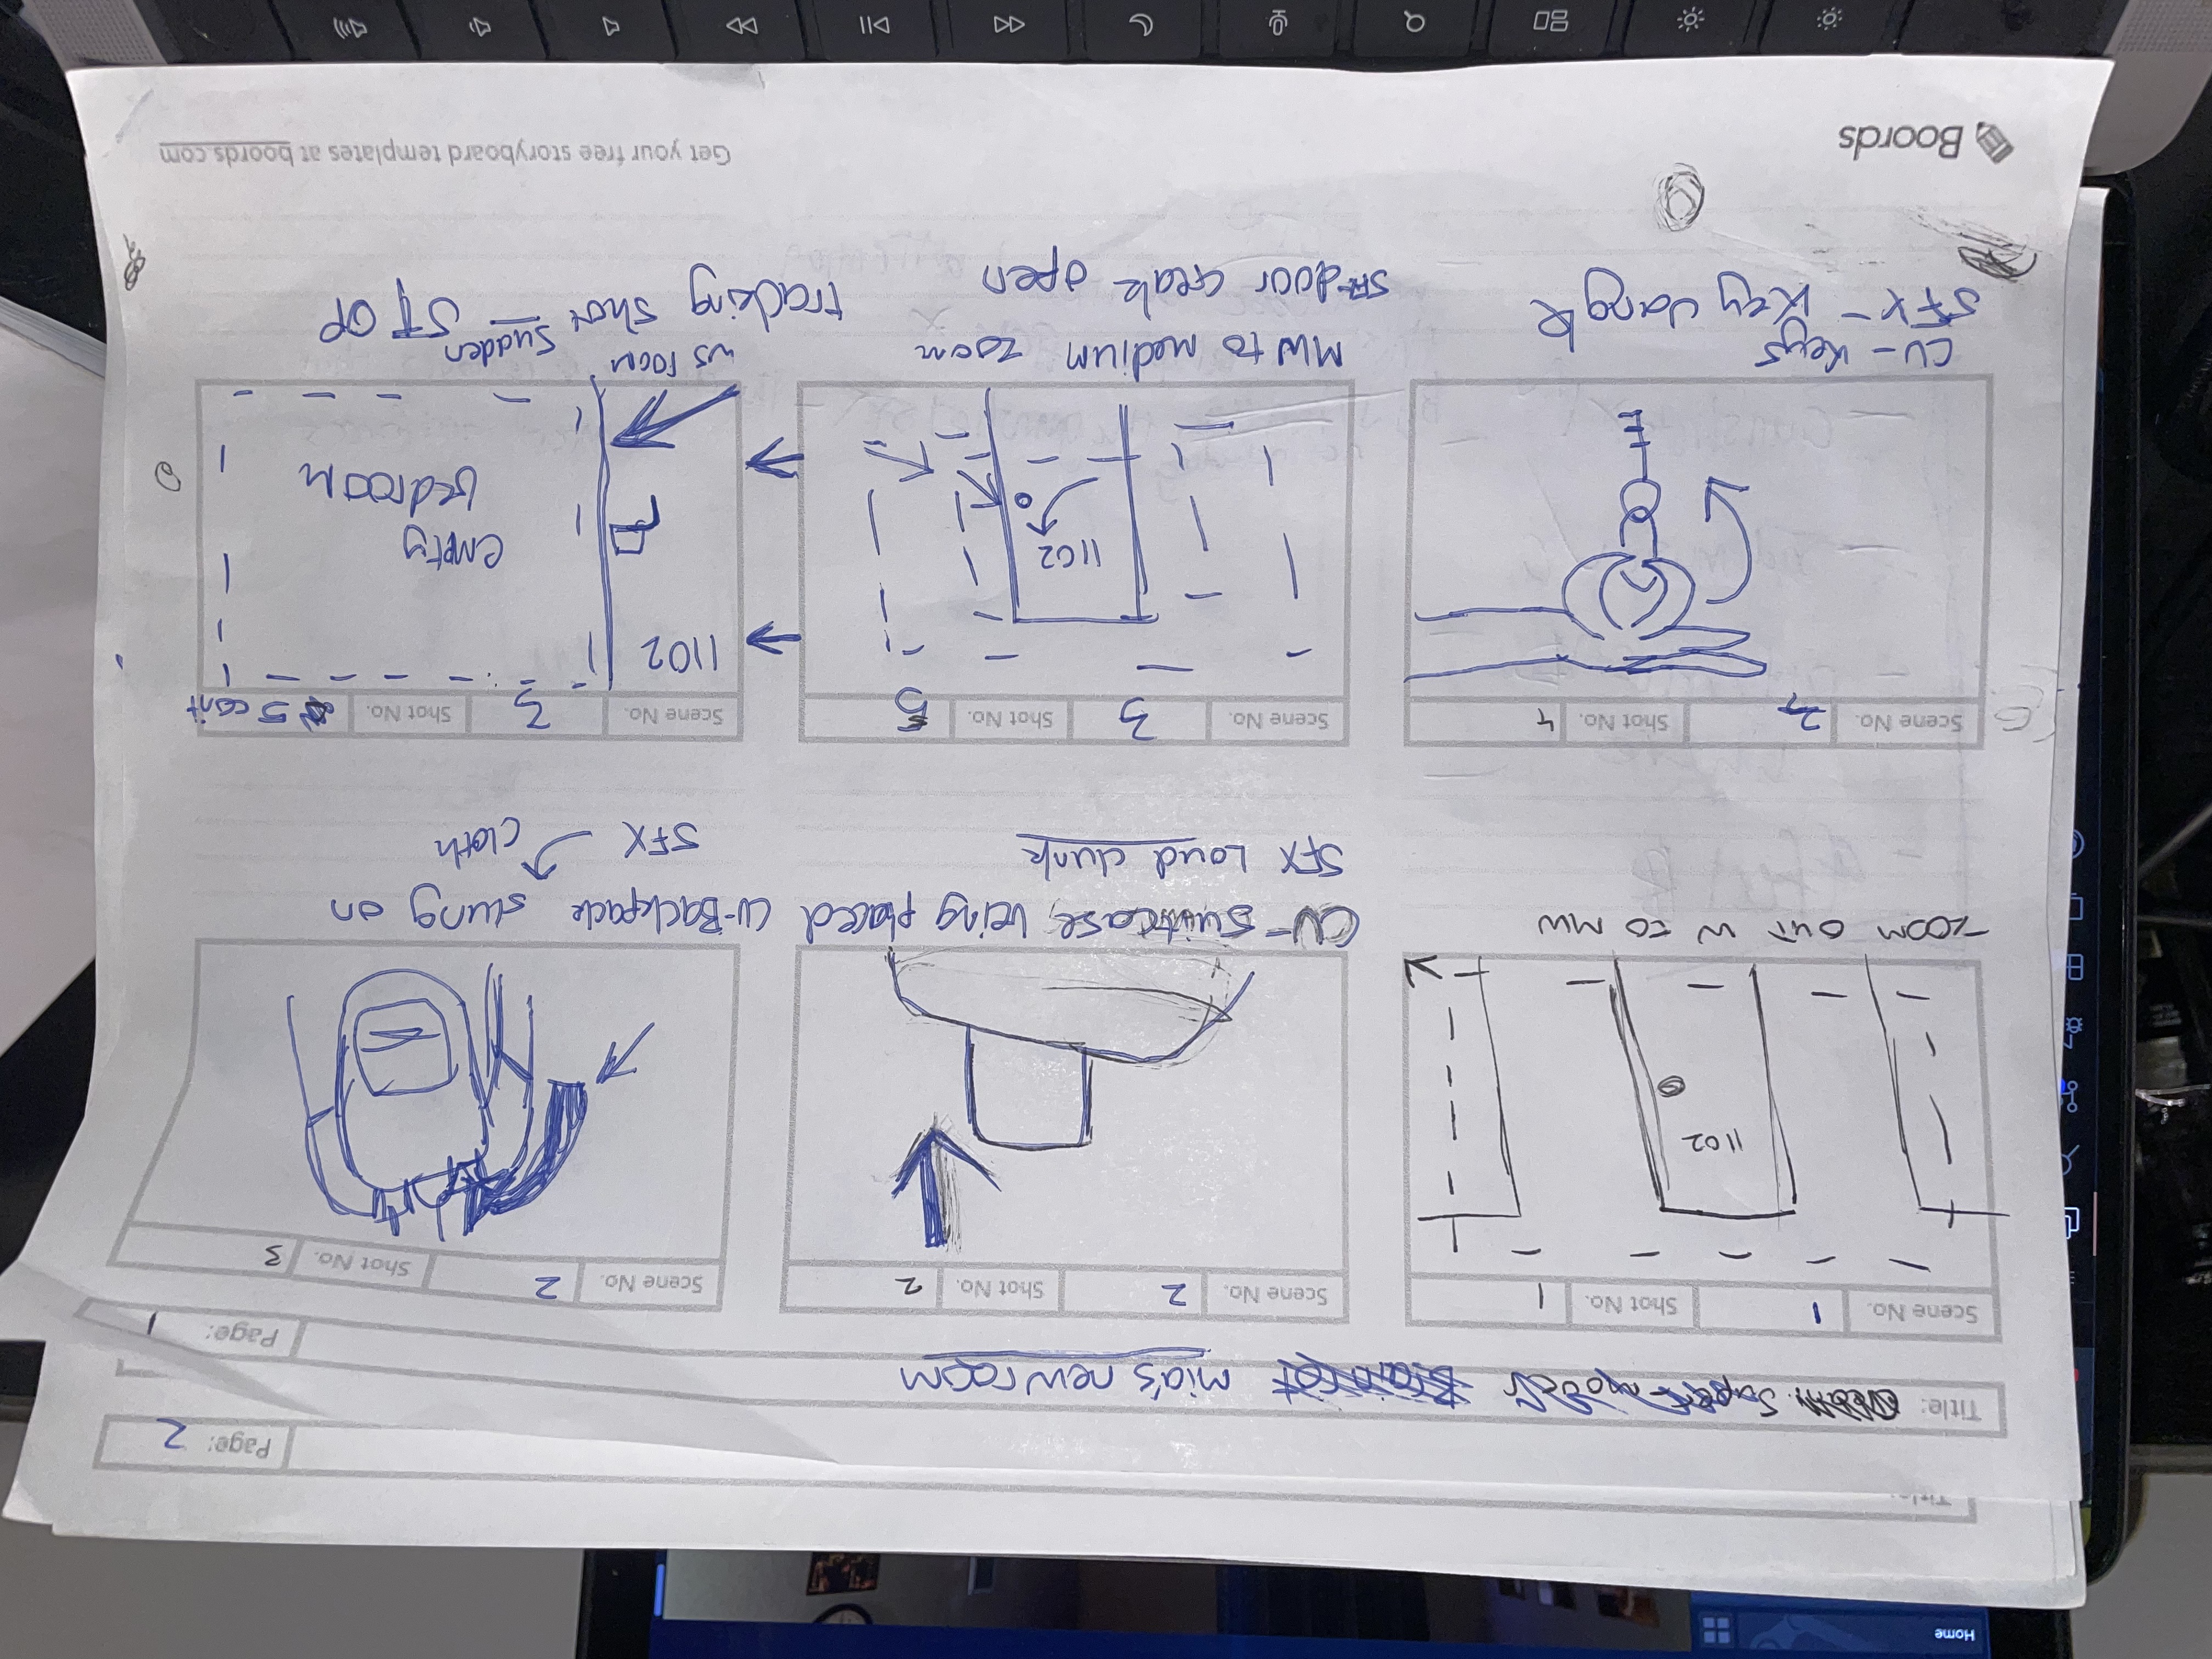 Home
Page: 2
Title: Super-model Brainrot mia's new room
Page: 1
Scene No. 1 Shot No. 1
1102
ZOOM OUT W to MW
Scene No. 2 Shot No. 2
CU- suitcase being placed
SFX Loud clunk
Scene No. 2 Shot No. 3
CU-Backpack slung on
SFX cloth
Scene No. 2 Shot No. 4
CU- Keys
SFX- Key Jangle
Scene No. 3 Shot No. 5
1102
MW to medium zoom
SFX door creak open
Scene No. 3 Shot No. 5 cont
1102
empty
bedroom
WS room
tracking shot sudden STOP
Boords
Get your free storyboard templates at boords.com